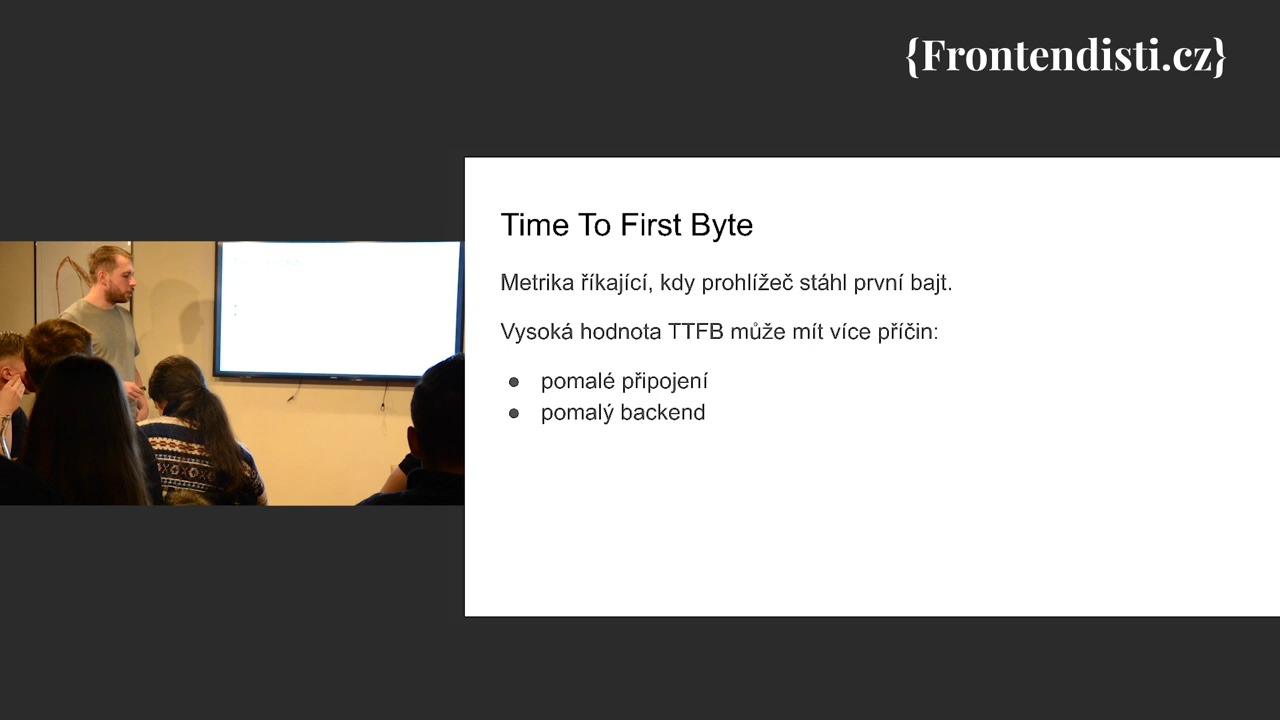 {Frontendisti.cz}
Time To First Byte
Metrika říkající, kdy prohlížeč stáhl první bajt.
Vysoká hodnota TTFB může mít více příčin:
● pomalé připojení
● pomalý backend